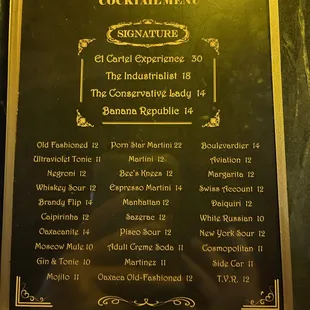 COCKTAIL MENU
SIGNATURE
El Cartel Experience 30
The Industrialist 18
The Conservative Lady 14
Banana Republic 14
Old Fashioned 12 Porn Star Martini 22 Boulevardier 14
Ultraviolet Tonic 11 Martini 12 Aviation 12
Negroni 12 Bee's Knees 12 Margarita 12
Whiskey Sour 12 Espresso Martini 14 Swiss Account 12
Brandy Flip 14 Manhattan 12 Daiquiri 12
Caipirinha 12 Sazerac 12 White Russian 10
Oaxacanite 14 Pisco Sour 12 New York Sour 12
Moscow Mule 10 Adult Creme Soda 11 Cosmopolitan 11
Gin & Tonic 10 Martinez 11 Side Car 11
Mojito 11 Oaxaca Old-Fashioned 12 T.V.R. 12